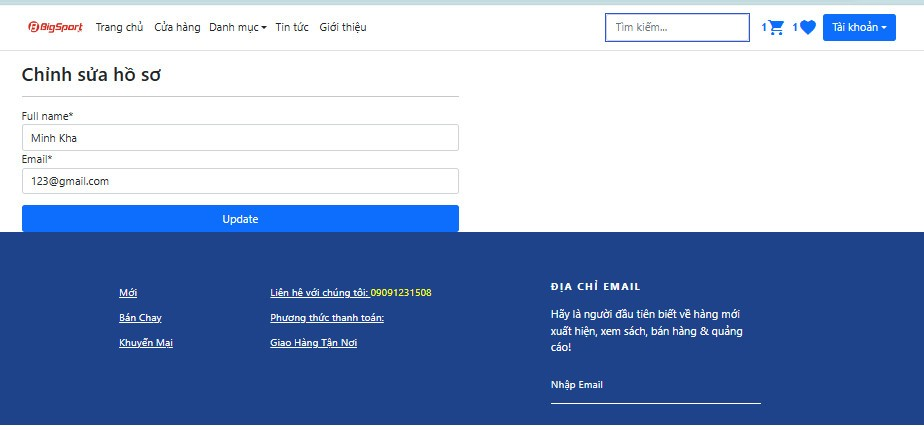 BigSport Trang chủ Cửa hàng Danh mục Tin tức Giới thiệu Tìm kiếm... 1 1 Tài khoản
Chỉnh sửa hồ sơ
Full name*
Minh Kha
Email*
123@gmail.com
Update
Mới
Bán Chạy
Khuyến Mại
Liên hê với chúng tôi: 09091231508
Phương thức thanh toán:
Giao Hàng Tận Nơi
ĐỊA CHỈ EMAIL
Hãy là người đầu tiên biết về hàng mới
xuất hiện, xem sách, bán hàng & quảng
cáo!
Nhập Email